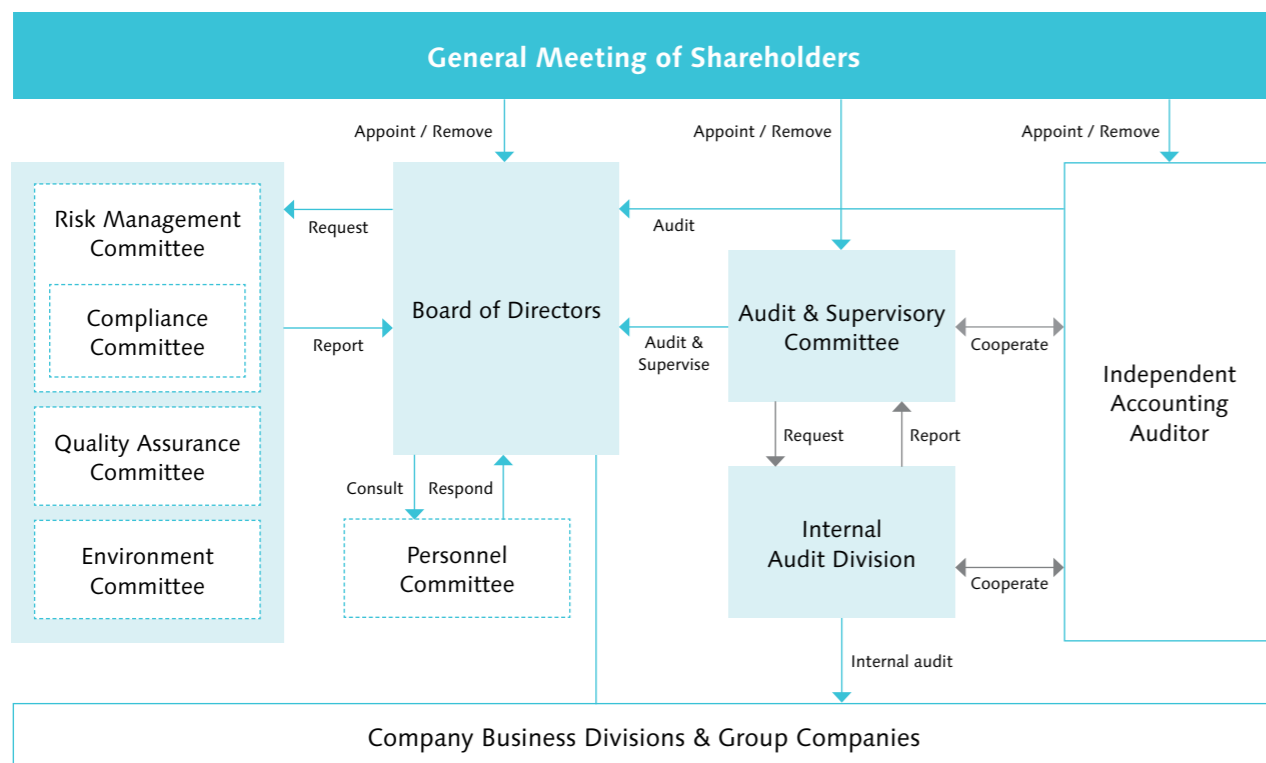 General Meeting of Shareholders
Appoint / Remove
Appoint / Remove
Appoint / Remove
Risk Management
Committee
Compliance
Committee
Quality Assurance
Committee
Environment
Committee
Request
Report
Board of Directors
Consult
Respond
Personnel
Committee
Audit
Audit &
Supervise
Audit & Supervisory
Committee
Request
Report
Internal
Audit Division
Cooperate
Cooperate
Independent
Accounting
Auditor
Internal audit
Company Business Divisions & Group Companies